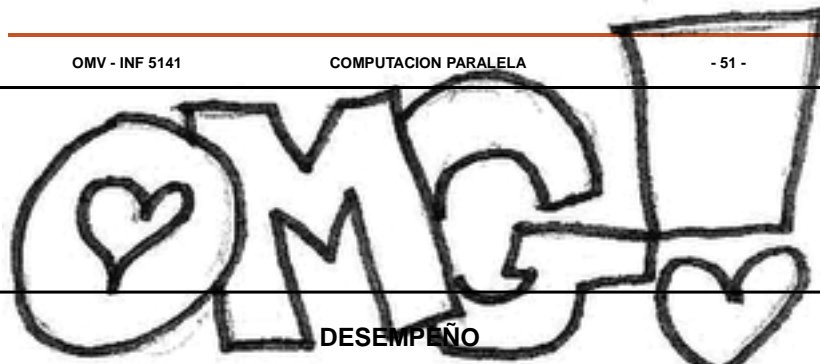 OMV - INF 5141 COMPUTACION PARALELA - 51 -
OMG!
DESEMPEÑO